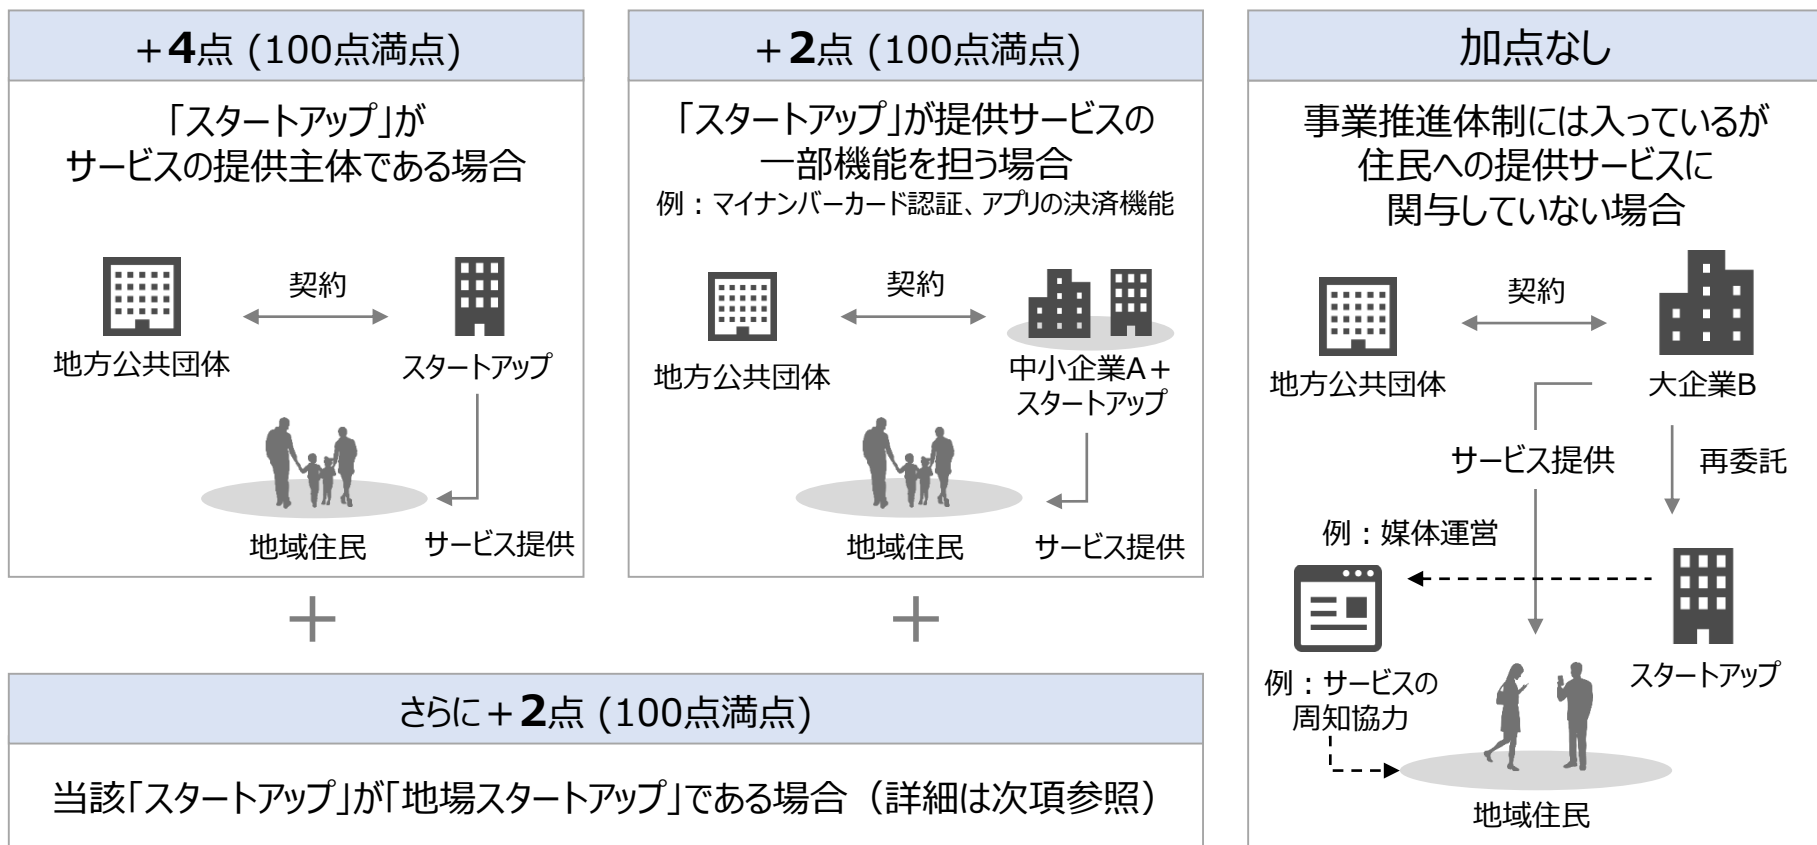 ＋4点 (100点満点)
「スタートアップ」が
サービスの提供主体である場合
契約
地方公共団体
スタートアップ
地域住民
サービス提供
＋2点 (100点満点)
「スタートアップ」が提供サービスの
一部機能を担う場合
例：マイナンバーカード認証、アプリの決済機能
契約
地方公共団体
中小企業A＋
スタートアップ
地域住民
サービス提供
＋
＋
さらに＋2点 (100点満点)
当該「スタートアップ」が「地場スタートアップ」である場合（詳細は次項参照）
加点なし
事業推進体制には入っているが
住民への提供サービスに
関与していない場合
契約
地方公共団体
大企業B
サービス提供
再委託
例：媒体運営
スタートアップ
例：サービスの
周知協力
地域住民